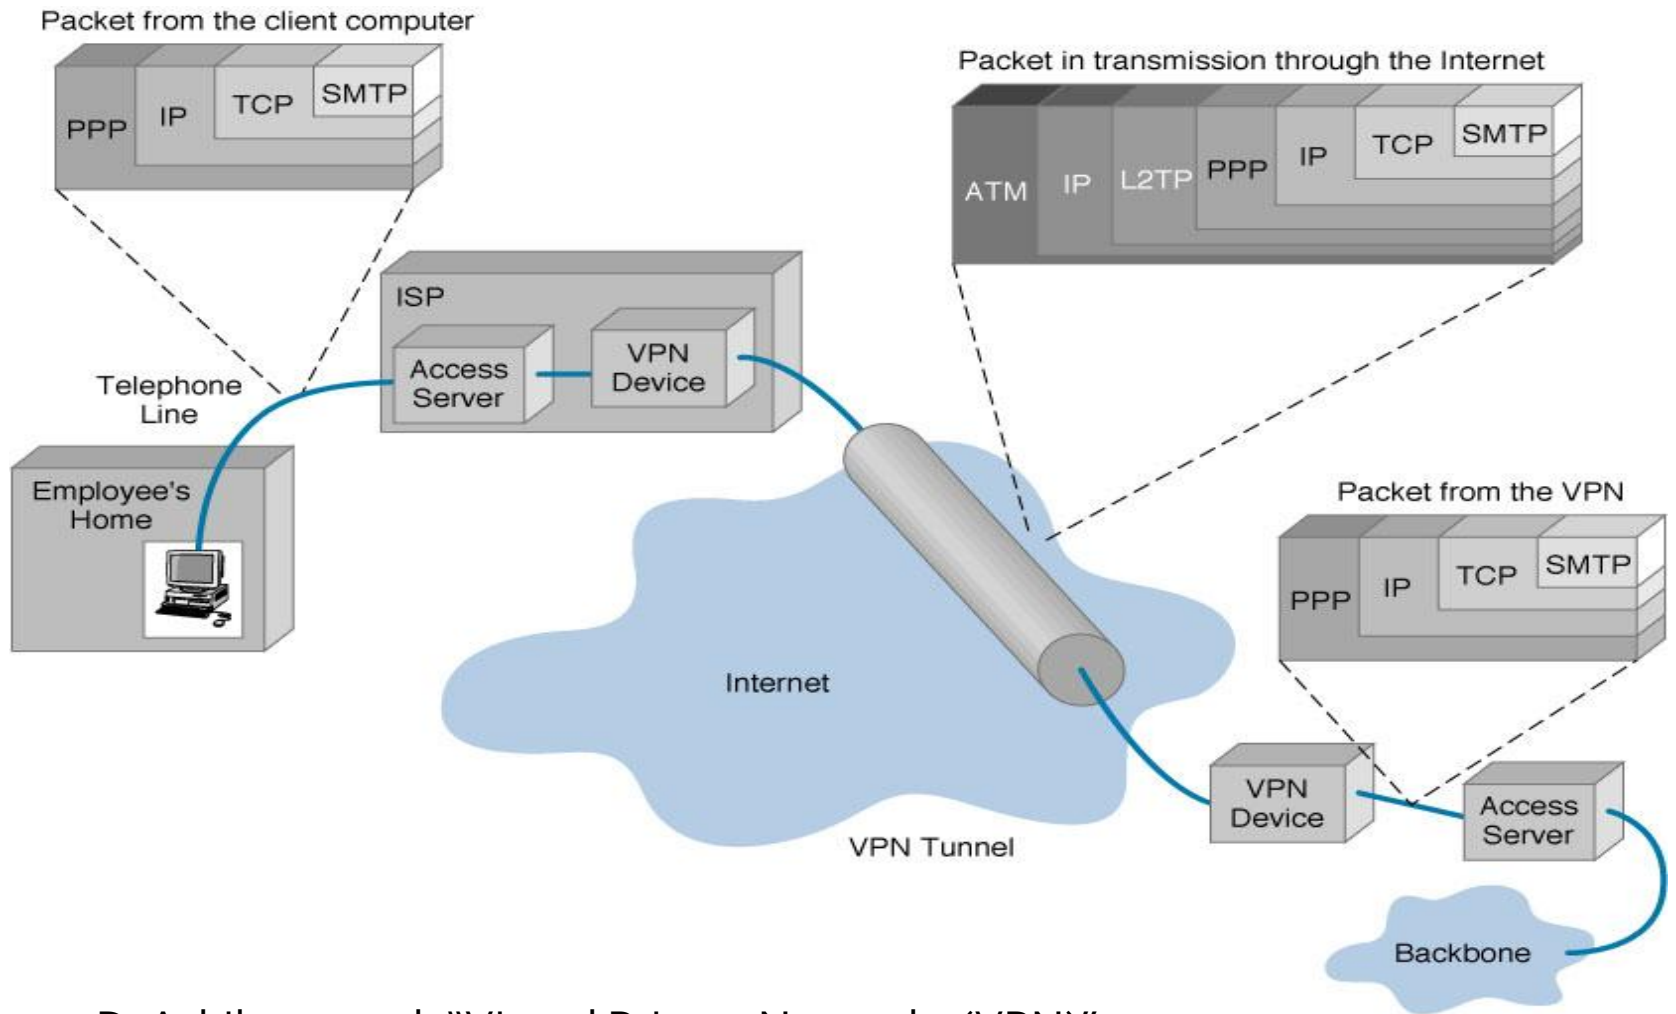 Packet from the client computer
PPP
IP
TCP
SMTP
Packet in transmission through the Internet
ATM
IP
L2TP
PPP
IP
TCP
SMTP
ISP
Access
Server
VPN
Device
Telephone
Line
Employee's
Home
Packet from the VPN
PPP
IP
TCP
SMTP
Internet
VPN Tunnel
VPN
Device
Access
Server
Backbone